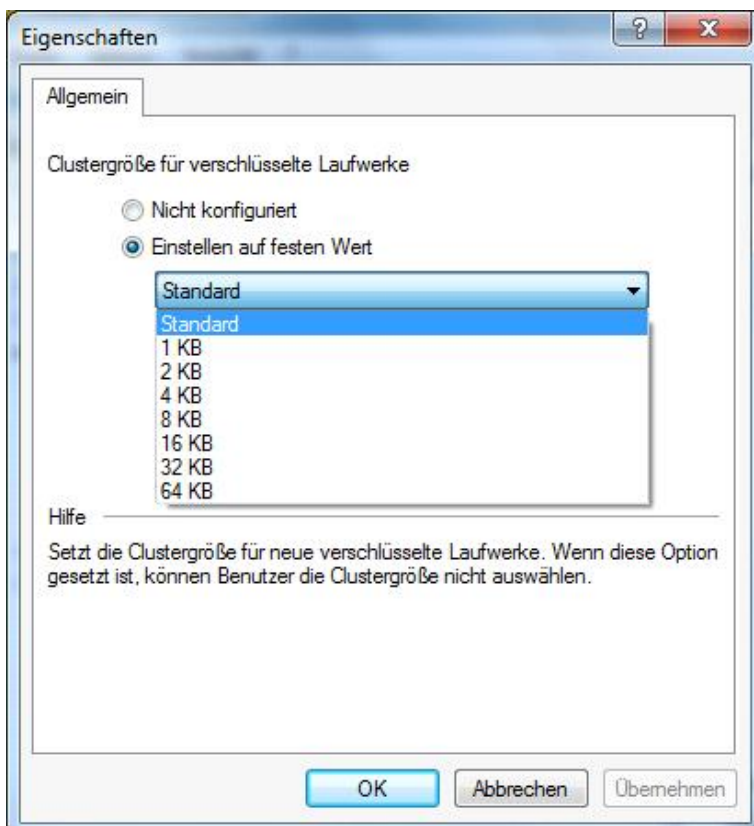 Eigenschaften
?
X
Allgemein
Clustergröße für verschlüsselte Laufwerke
Nicht konfiguriert
Einstellen auf festen Wert
Standard
Standard
1 KB
2 KB
4 KB
8 KB
16 KB
32 KB
64 KB
Hilfe
Setzt die Clustergröße für neue verschlüsselte Laufwerke. Wenn diese Option
gesetzt ist, können Benutzer die Clustergröße nicht auswählen.
OK
Abbrechen
Übernehmen